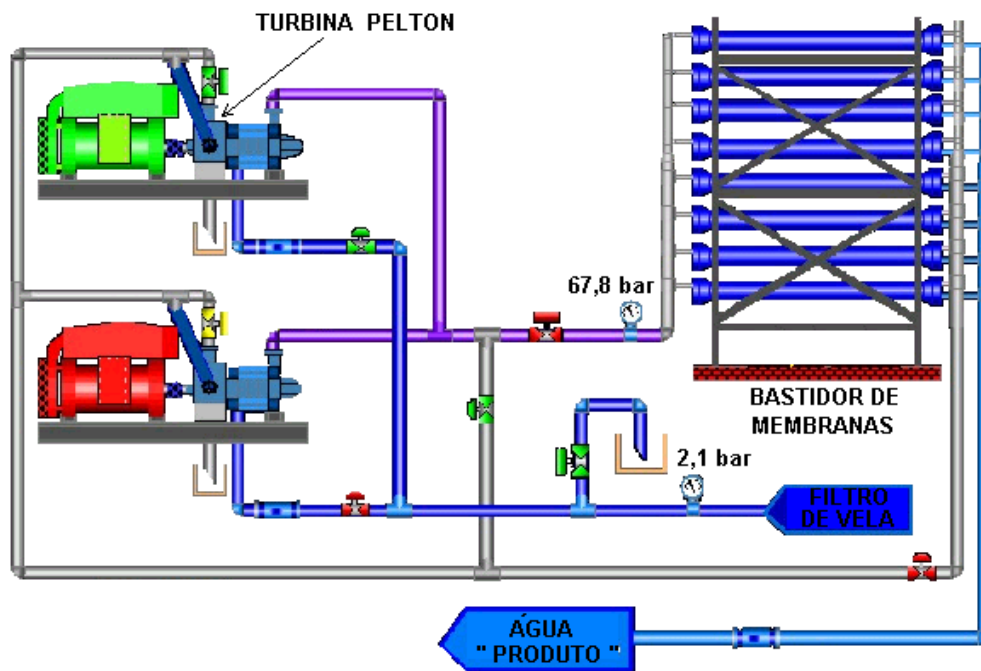 TURBINA PELTON
67,8 bar
BASTIDOR DE
MEMBRANAS
2,1 bar
FILTRO
DE VELA
ÁGUA
" PRODUTO "